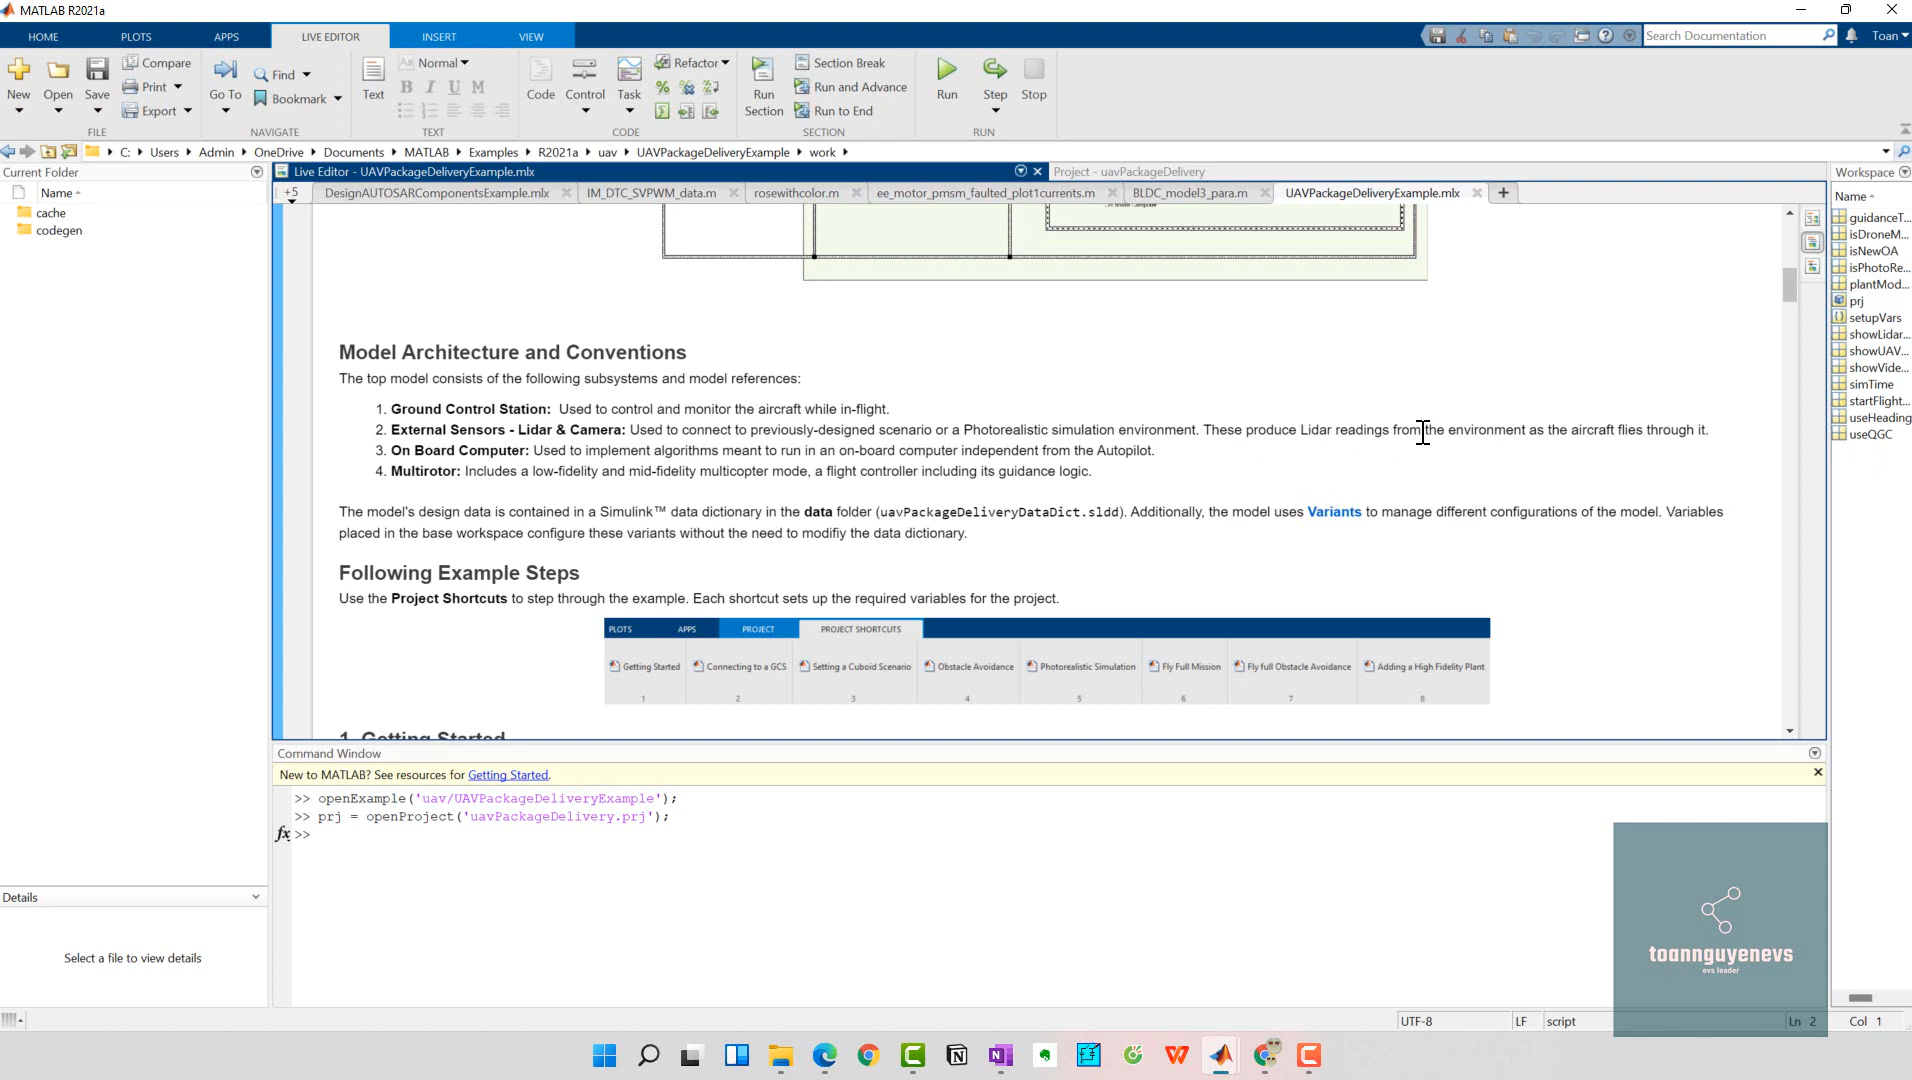 MATLAB R2021a
HOME PLOTS APPS LIVE EDITOR INSERT VIEW Search Documentation Toan
New Open Save Compare Print Export Go To Find Bookmark Text Aa Normal B I U M Code Control Task Refactor Run Section Section Break Run and Advance Run to End Run Step Stop
FILE NAVIGATE TEXT CODE SECTION RUN
C: Users Admin OneDrive Documents MATLAB Examples R2021a uav UAVPackageDeliveryExample work
Current Folder Live Editor - UAVPackageDeliveryExample.mlx Project - uavPackageDelivery Workspace
Name +5 DesignAUTOSARComponentsExample.mlx IM_DTC_SVPWM_data.m rosewithcolor.m ee_motor_pmsm_faulted_plot1currents.m BLDC_model3_para.m UAVPackageDeliveryExample.mlx + Name
cache
codegen
guidanceT...
isDroneM...
isNewOA
isPhotoRe...
plantMod...
prj
setupVars
showLidar...
showUAV...
showVide...
simTime
startFlight...
useHeading
useQGC
Model Architecture and Conventions
The top model consists of the following subsystems and model references:
1. Ground Control Station: Used to control and monitor the aircraft while in-flight.
2. External Sensors - Lidar & Camera: Used to connect to previously-designed scenario or a Photorealistic simulation environment. These produce Lidar readings from the environment as the aircraft flies through it.
3. On Board Computer: Used to implement algorithms meant to run in an on-board computer independent from the Autopilot.
4. Multirotor: Includes a low-fidelity and mid-fidelity multicopter mode, a flight controller including its guidance logic.
The model's design data is contained in a Simulink™ data dictionary in the data folder (uavPackageDeliveryDataDict.sldd). Additionally, the model uses Variants to manage different configurations of the model. Variables
placed in the base workspace configure these variants without the need to modifiy the data dictionary.
Following Example Steps
Use the Project Shortcuts to step through the example. Each shortcut sets up the required variables for the project.
PLOTS APPS PROJECT PROJECT SHORTCUTS
Getting Started Connecting to a GCS Setting a Cuboid Scenario Obstacle Avoidance Photorealistic Simulation Fly Full Mission Fly full Obstacle Avoidance Adding a High Fidelity Plant
1 2 3 4 5 6 7 8
1. Getting Started
Command Window
New to MATLAB? See resources for Getting Started.
>> openExample('uav/UAVPackageDeliveryExample');
>> prj = openProject('uavPackageDelivery.prj');
fx >>
Details
Select a file to view details
toannguyenevs
evs leader
UTF-8 LF script Ln 2 Col 1